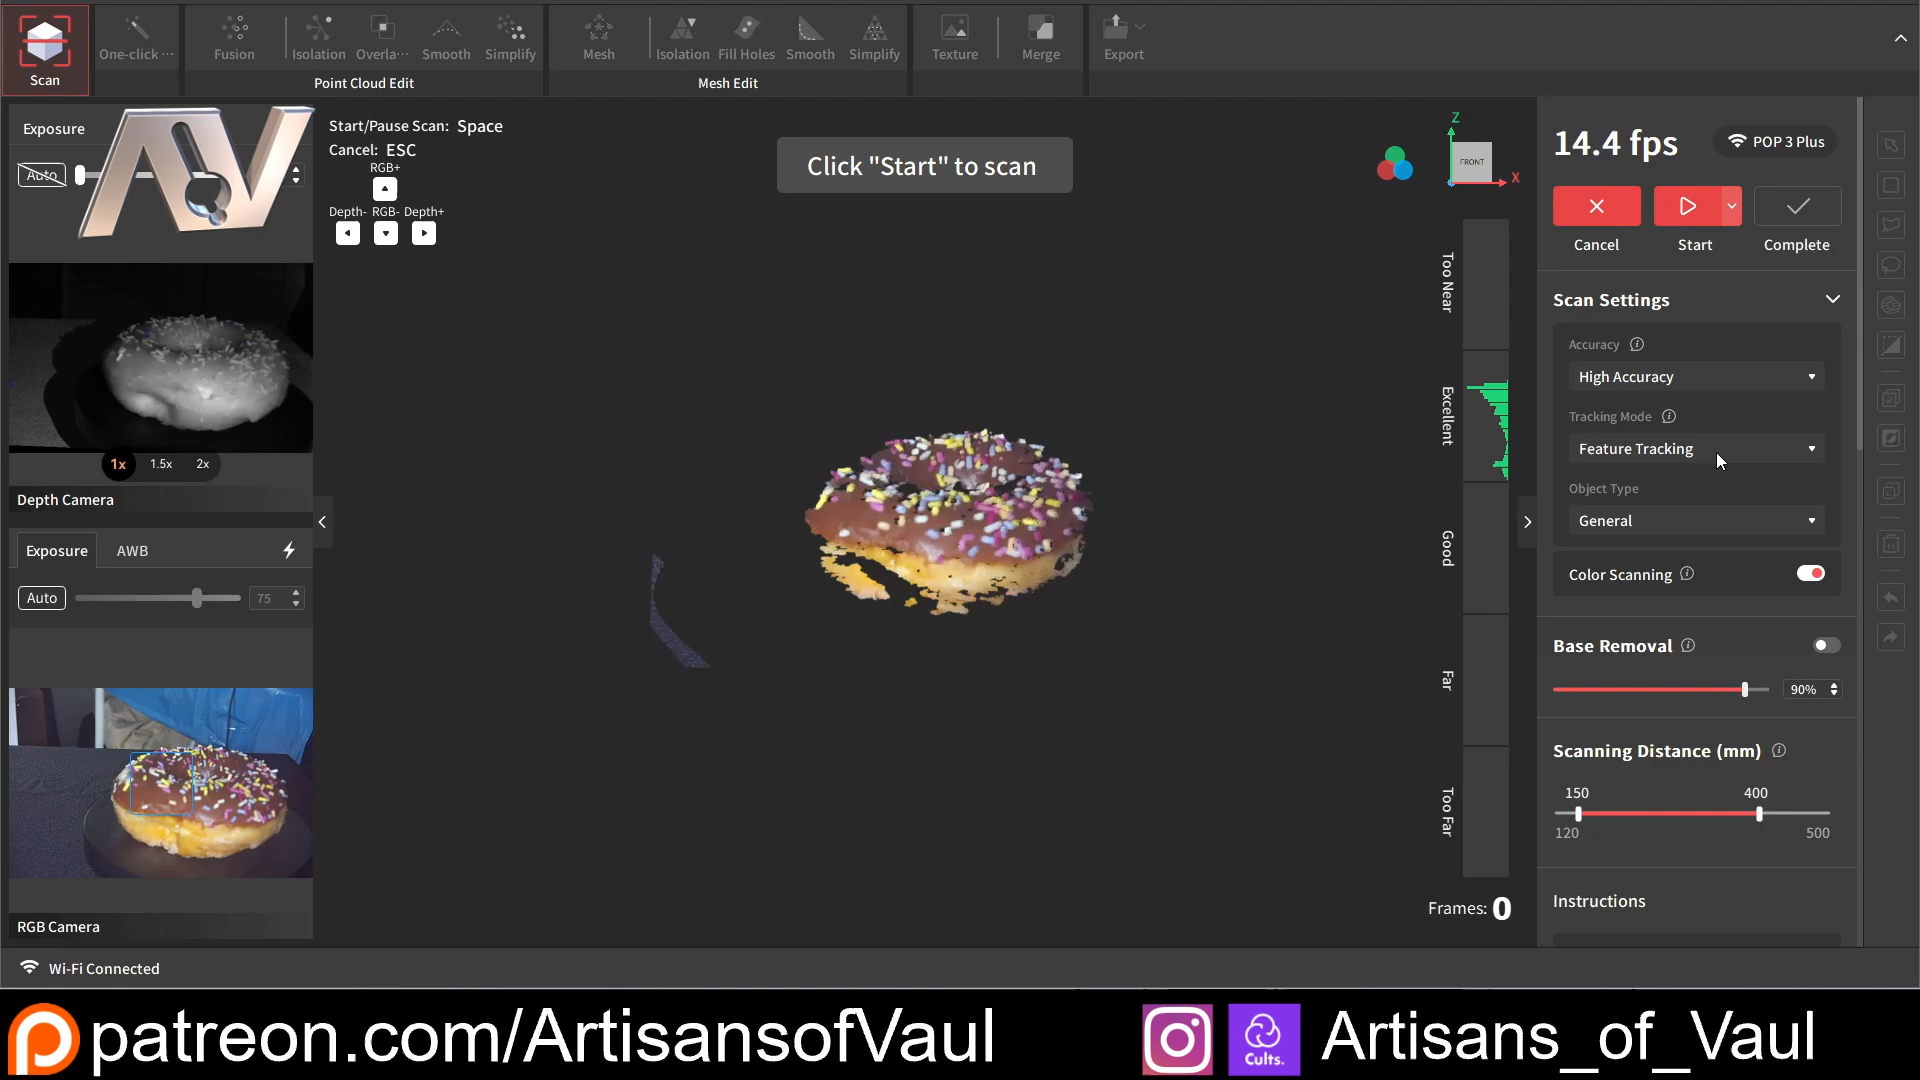 Scan
One-click ···
Fusion
Isolation
Overla···
Smooth
Simplify
Point Cloud Edit
Mesh
Isolation
Fill Holes
Smooth
Simplify
Mesh Edit
Texture
Merge
Export
Exposure
Auto
AV
1x
1.5x
2x
Depth Camera
Exposure
AWB
Auto
75
RGB Camera
Start/Pause Scan: Space
Cancel: ESC
RGB+
Depth- RGB- Depth+
Click "Start" to scan
Z
FRONT
X
Too Near
Excellent
Good
Far
Too Far
Frames: 0
14.4 fps
POP 3 Plus
Cancel
Start
Complete
Scan Settings
Accuracy
High Accuracy
Tracking Mode
Feature Tracking
Object Type
General
Color Scanning
Base Removal
90%
Scanning Distance (mm)
150
400
120
500
Instructions
Wi-Fi Connected
patreon.com/ArtisansofVaul
Cults.
Artisans_of_Vaul